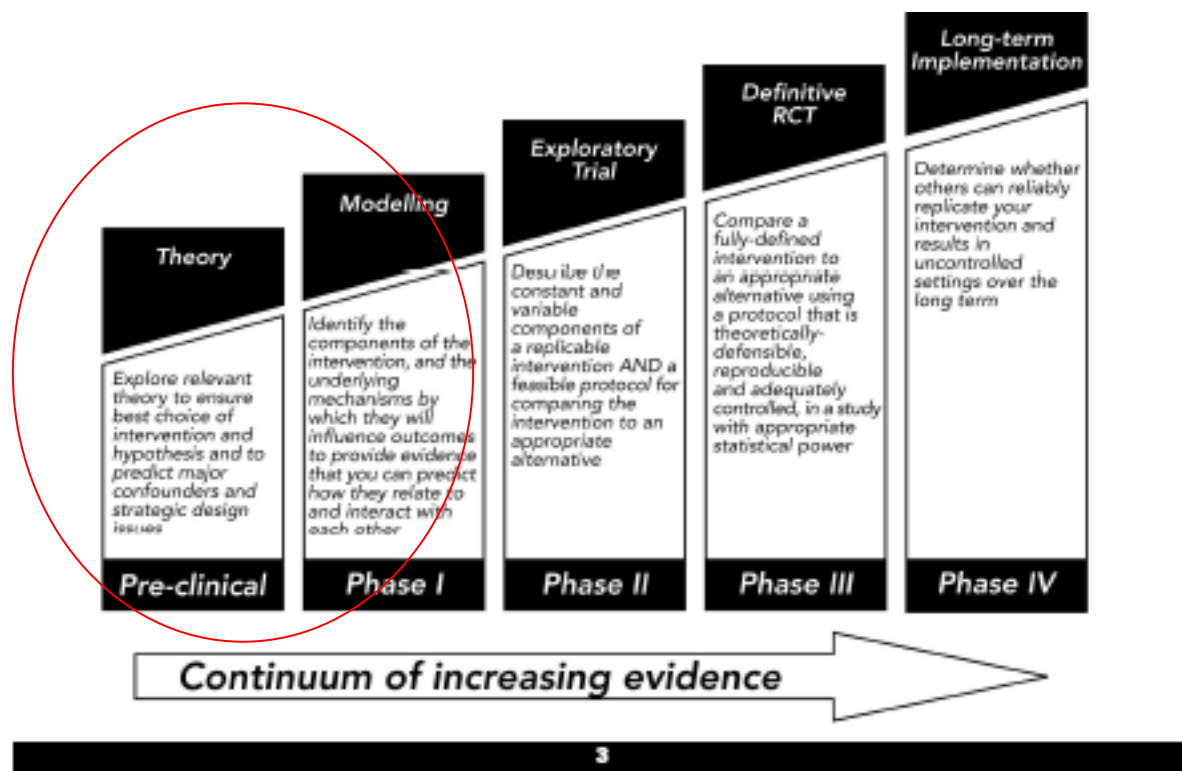 Theory
Explore relevant
theory to ensure
best choice of
intervention and
hypothesis and to
predict major
confounders and
strategic design
issues
Pre-clinical
Modelling
Identify the
components of the
intervention, and the
underlying
mechanisms by
which they will
influence outcomes
to provide evidence
that you can predict
how they relate to
and interact with
each other
Phase I
Exploratory
Trial
Describe the
constant and
variable
components of
a replicable
intervention AND a
feasible protocol for
comparing the
intervention to an
appropriate
alternative
Phase II
Definitive
RCT
Compare a
fully-defined
intervention to
an appropriate
alternative using
a protocol that is
theoretically-
defensible,
reproducible
and adequately
controlled, in a study
with appropriate
statistical power
Phase III
Long-term
Implementation
Determine whether
others can reliably
replicate your
intervention and
results in
uncontrolled
settings over the
long term
Phase IV
Continuum of increasing evidence
3